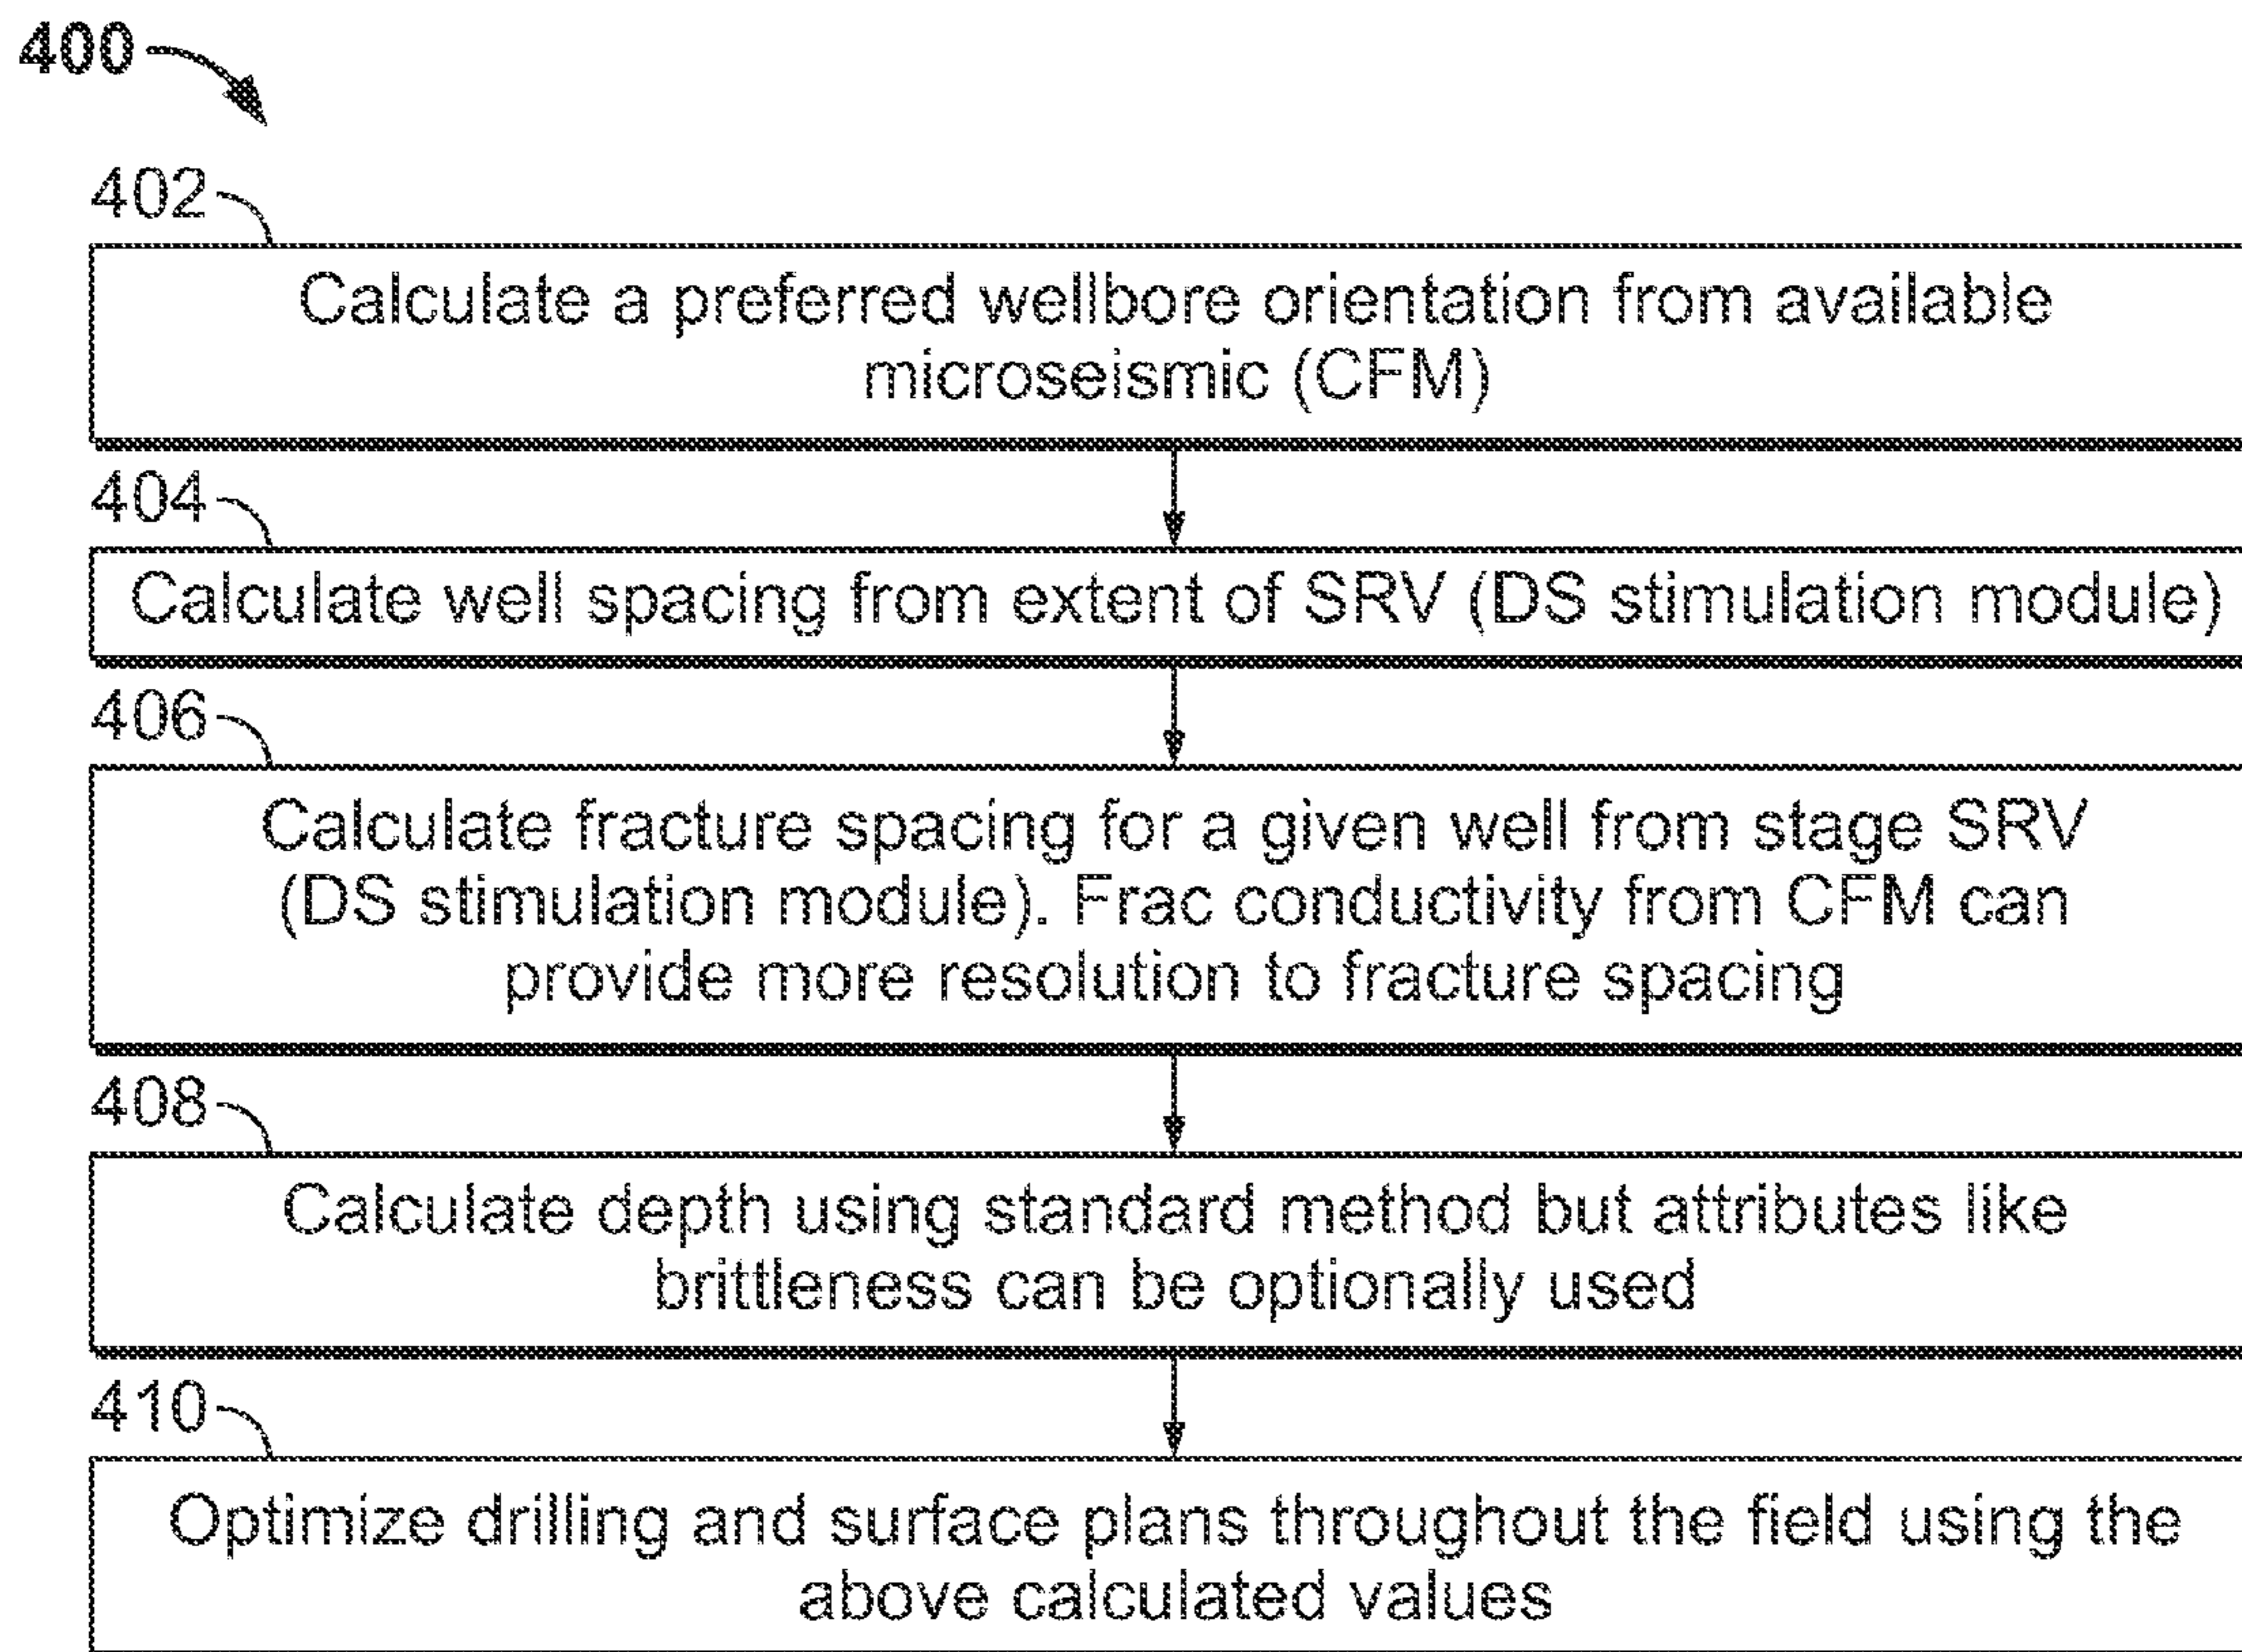 400
402
Calculate a preferred wellbore orientation from available
microseismic (CFM)
404
Calculate well spacing from extent of SRV (DS stimulation module)
406
Calculate fracture spacing for a given well from stage SRV
(DS stimulation module). Frac conductivity from CFM can
provide more resolution to fracture spacing
408
Calculate depth using standard method but attributes like
brittleness can be optionally used
410
Optimize drilling and surface plans throughout the field using the
above calculated values